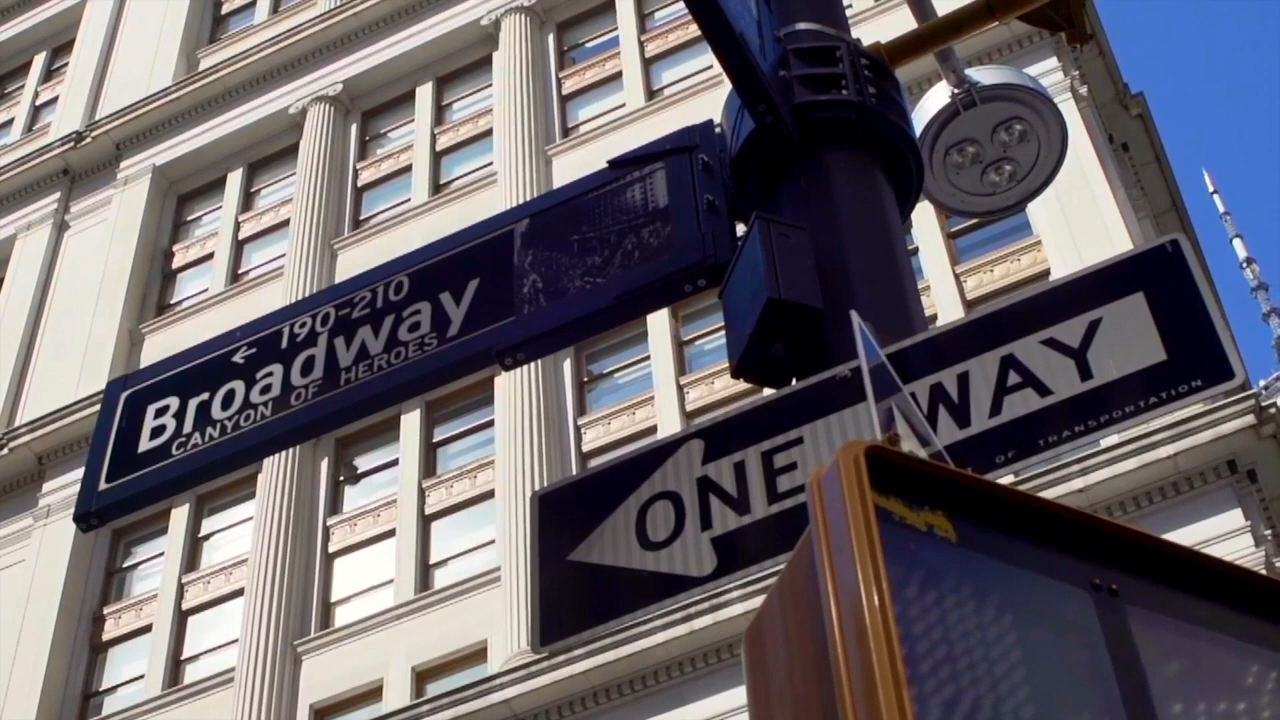 ← 190-210
Broadway
CANYON OF HEROES
ONE WAY
OF TRANSPORTATION